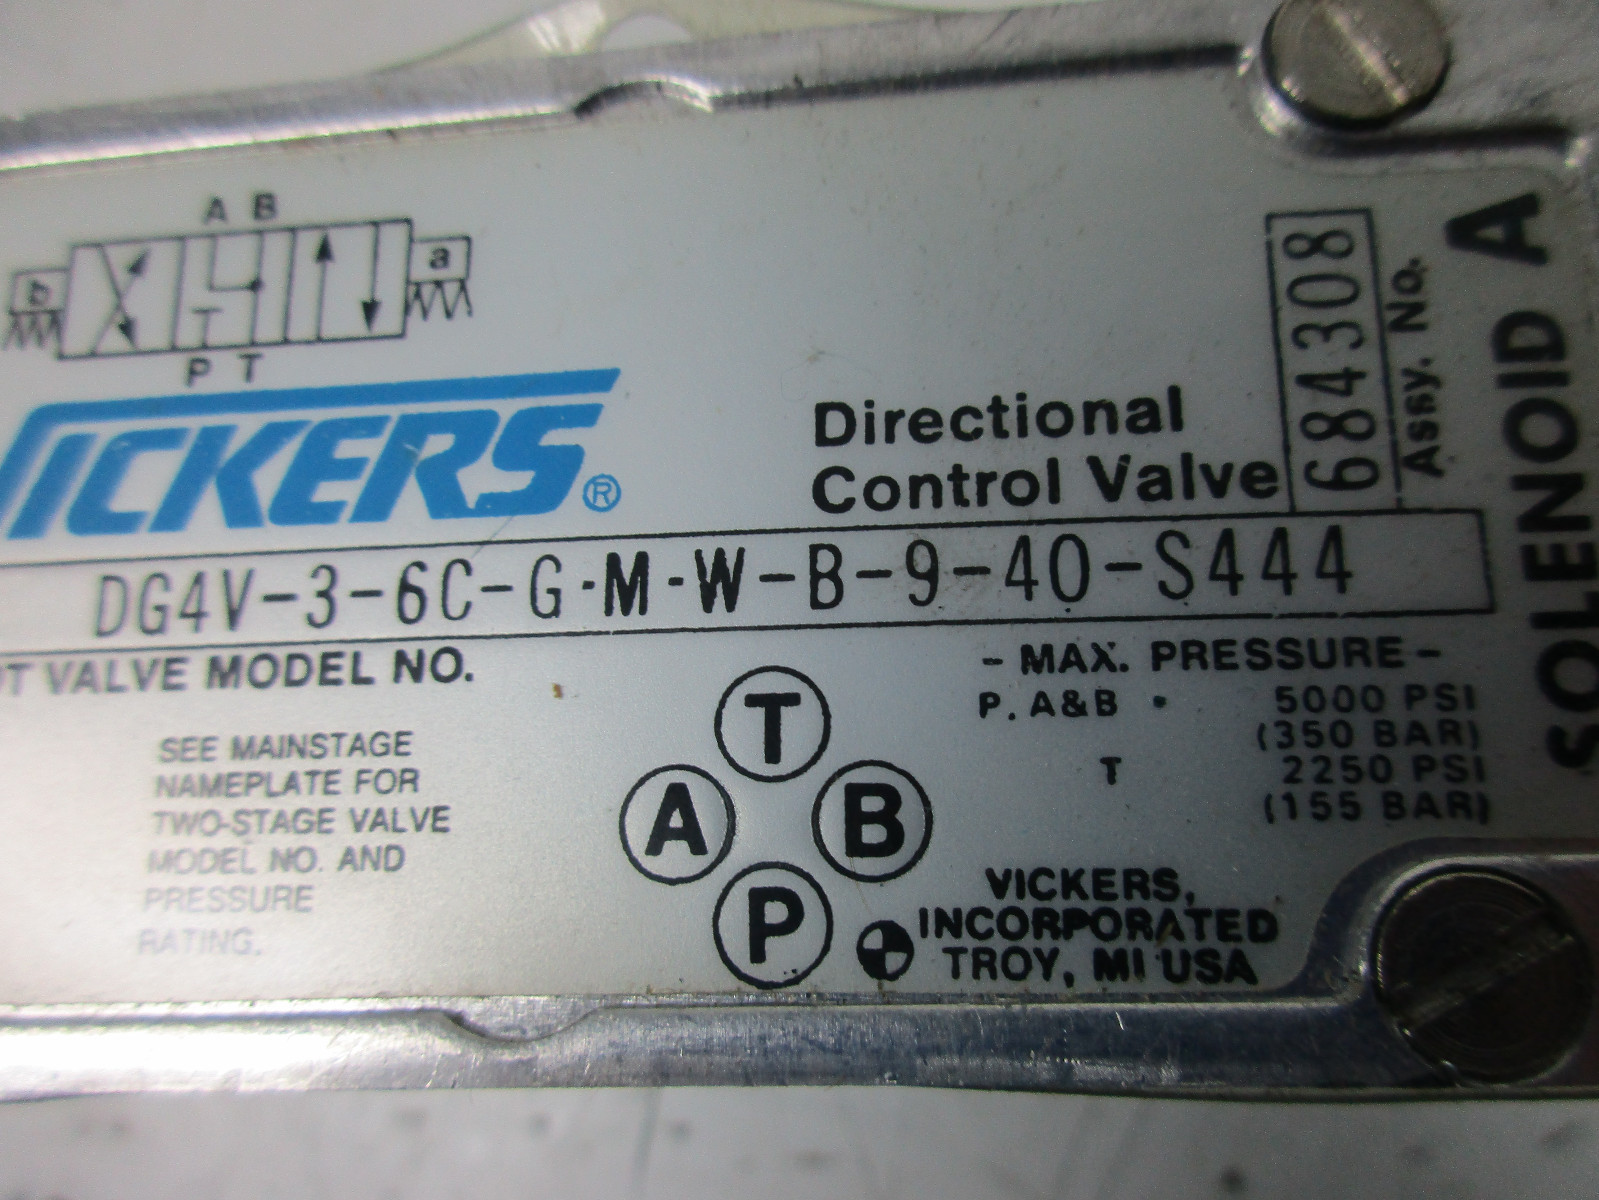 A B
b
a
T
P T
VICKERS®
Directional
Control Valve
684308
Assy. No.
SOLENOID A
DG4V-3-6C-G-M-W-B-9-40-S444
VALVE MODEL NO.
- MAX. PRESSURE -
P, A&B • 5000 PSI
(350 BAR)
T 2250 PSI
(155 BAR)
SEE MAINSTAGE
NAMEPLATE FOR
TWO-STAGE VALVE
MODEL NO. AND
PRESSURE
RATING.
T
A B
P
VICKERS,
INCORPORATED
TROY, MI USA